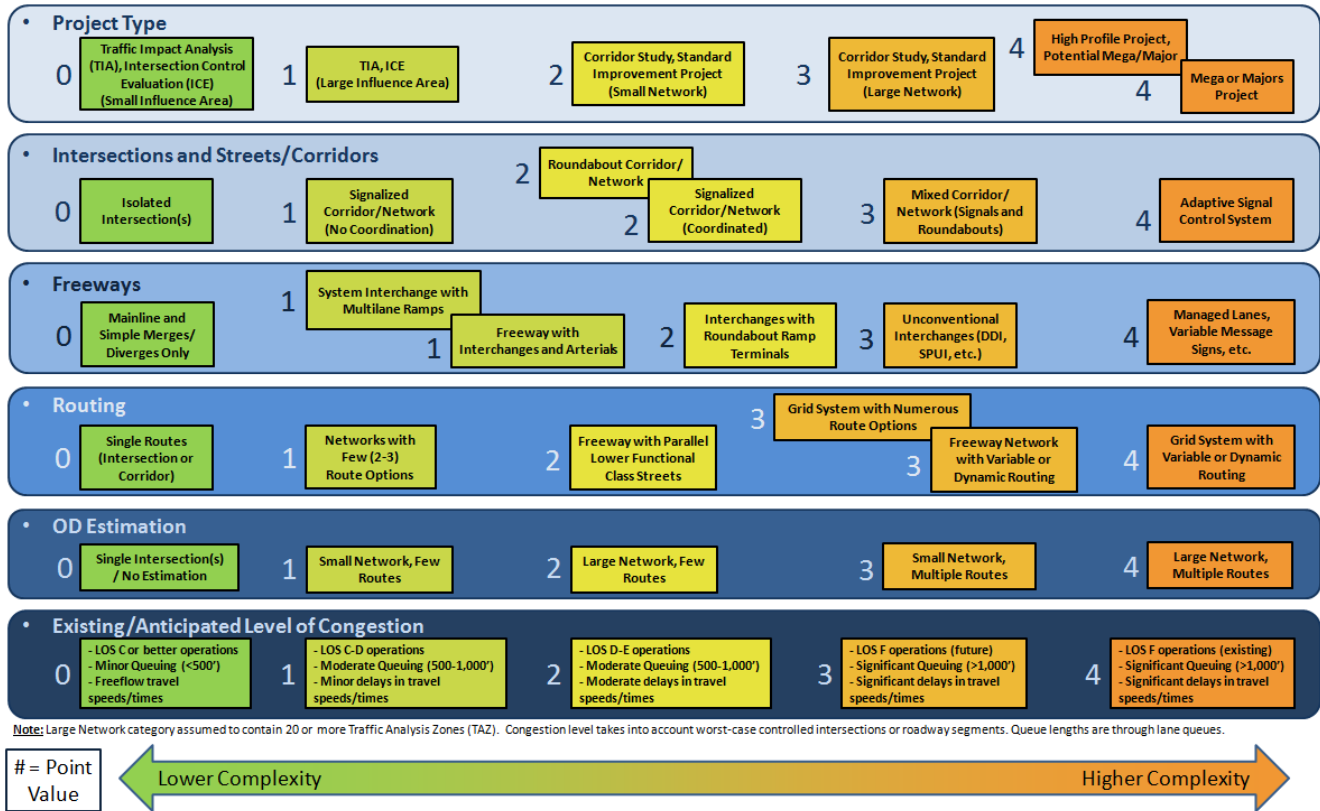 • Project Type
0
Traffic Impact Analysis
(TIA), Intersection Control
Evaluation (ICE)
(Small Influence Area)
1
TIA, ICE
(Large Influence Area)
2
Corridor Study, Standard
Improvement Project
(Small Network)
3
Corridor Study, Standard
Improvement Project
(Large Network)
4
High Profile Project,
Potential Mega/Major
4
Mega or Majors
Project
• Intersections and Streets/Corridors
0
Isolated
Intersection(s)
1
Signalized
Corridor/Network
(No Coordination)
2
Roundabout Corridor/
Network
2
Signalized
Corridor/Network
(Coordinated)
3
Mixed Corridor/
Network (Signals and
Roundabouts)
4
Adaptive Signal
Control System
• Freeways
0
Mainline and
Simple Merges/
Diverges Only
1
System Interchange with
Multilane Ramps
1
Freeway with
Interchanges and Arterials
2
Interchanges with
Roundabout Ramp
Terminals
3
Unconventional
Interchanges (DDI,
SPUI, etc.)
4
Managed Lanes,
Variable Message
Signs, etc.
• Routing
0
Single Routes
(Intersection or
Corridor)
1
Networks with
Few (2-3)
Route Options
2
Freeway with Parallel
Lower Functional
Class Streets
3
Grid System with Numerous
Route Options
3
Freeway Network
with Variable or
Dynamic Routing
4
Grid System with
Variable or Dynamic
Routing
• OD Estimation
0
Single Intersection(s)
/ No Estimation
1
Small Network, Few
Routes
2
Large Network, Few
Routes
3
Small Network,
Multiple Routes
4
Large Network,
Multiple Routes
• Existing/Anticipated Level of Congestion
0
- LOS C or better operations
- Minor Queuing (<500')
- Freeflow travel
speeds/times
1
- LOS C-D operations
- Moderate Queuing (500-1,000')
- Minor delays in travel
speeds/times
2
- LOS D-E operations
- Moderate Queuing (500-1,000')
- Moderate delays in travel
speeds/times
3
- LOS F operations (future)
- Significant Queuing (>1,000')
- Significant delays in travel
speeds/times
4
- LOS F operations (existing)
- Significant Queuing (>1,000')
- Significant delays in travel
speeds/times
Note: Large Network category assumed to contain 20 or more Traffic Analysis Zones (TAZ). Congestion level takes into account worst-case controlled intersections or roadway segments. Queue lengths are through lane queues.
# = Point
Value
Lower Complexity
Higher Complexity